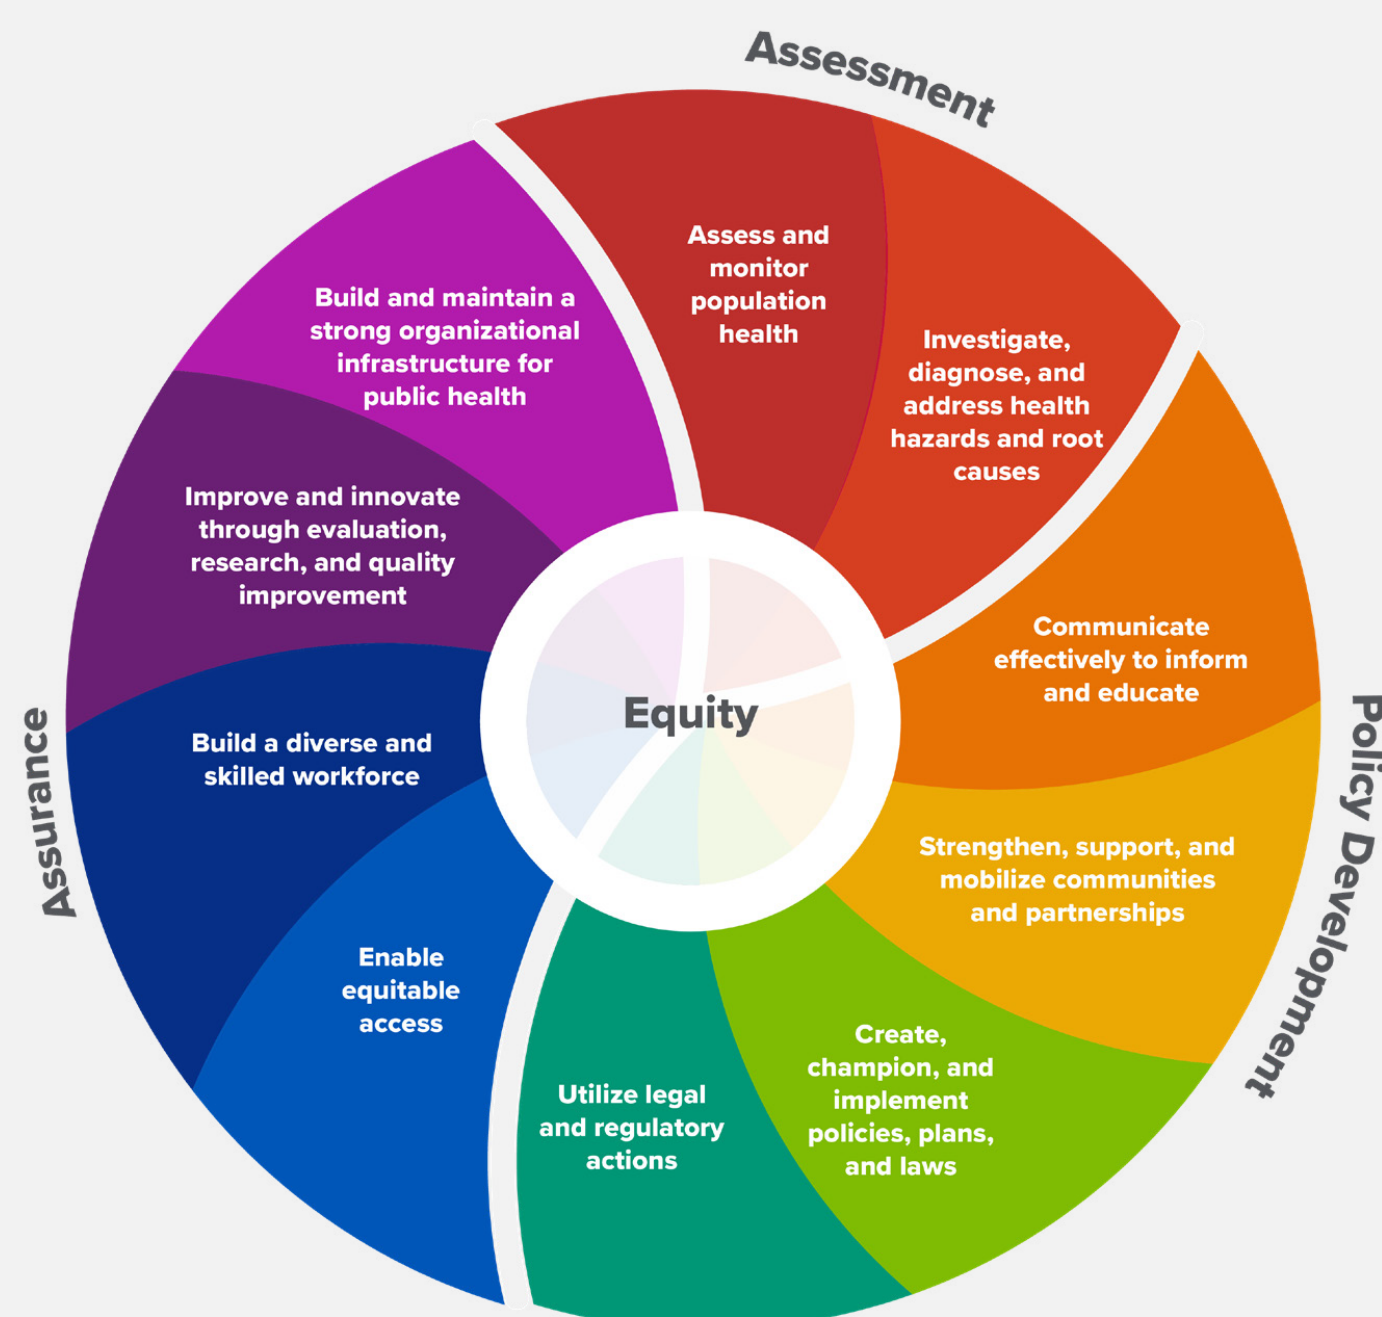 Assessment
Assess and
monitor
population
health
Investigate,
diagnose, and
address health
hazards and root
causes
Communicate
effectively to inform
and educate
Policy Development
Strengthen, support, and
mobilize communities
and partnerships
Create,
champion, and
implement
policies, plans,
and laws
Utilize legal
and regulatory
actions
Enable
equitable
access
Assurance
Build a diverse and
skilled workforce
Improve and innovate
through evaluation,
research, and quality
improvement
Build and maintain a
strong organizational
infrastructure for
public health
Equity